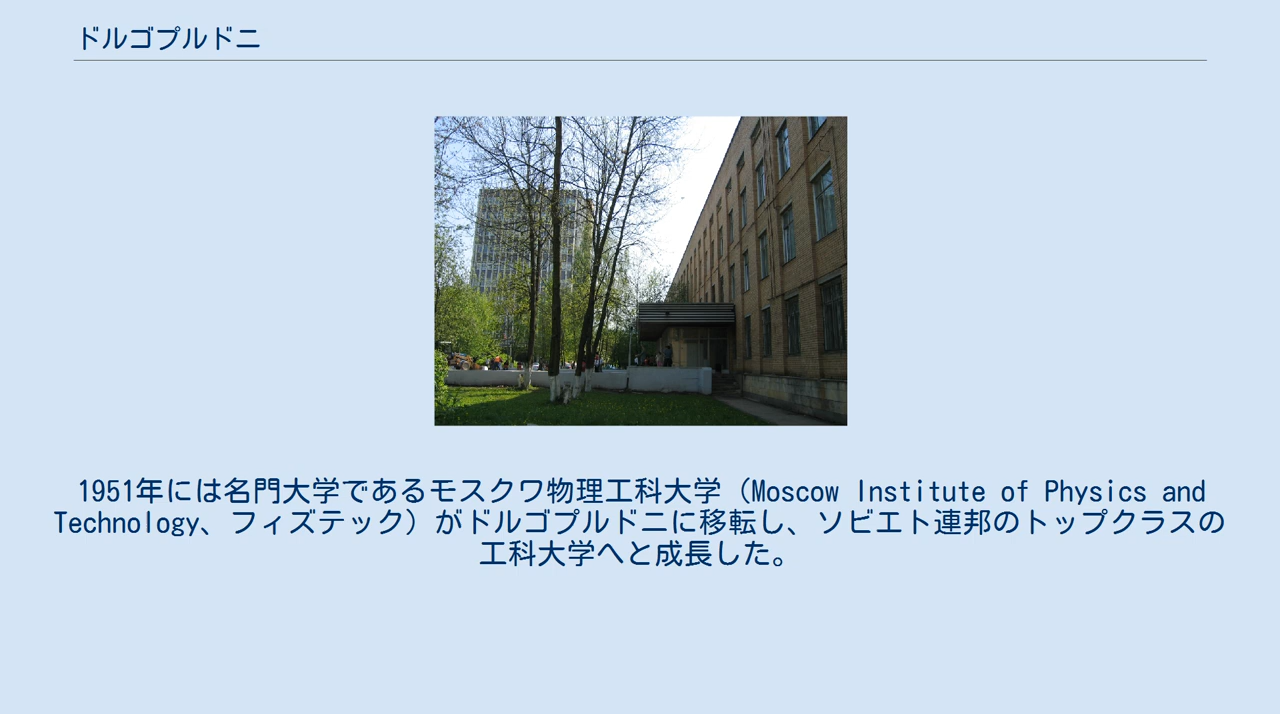 ドルゴプルドニ
1951年には名門大学であるモスクワ物理工科大学（Moscow Institute of Physics and
Technology、フィズテック）がドルゴプルドニに移転し、ソビエト連邦のトップクラスの
工科大学へと成長した。